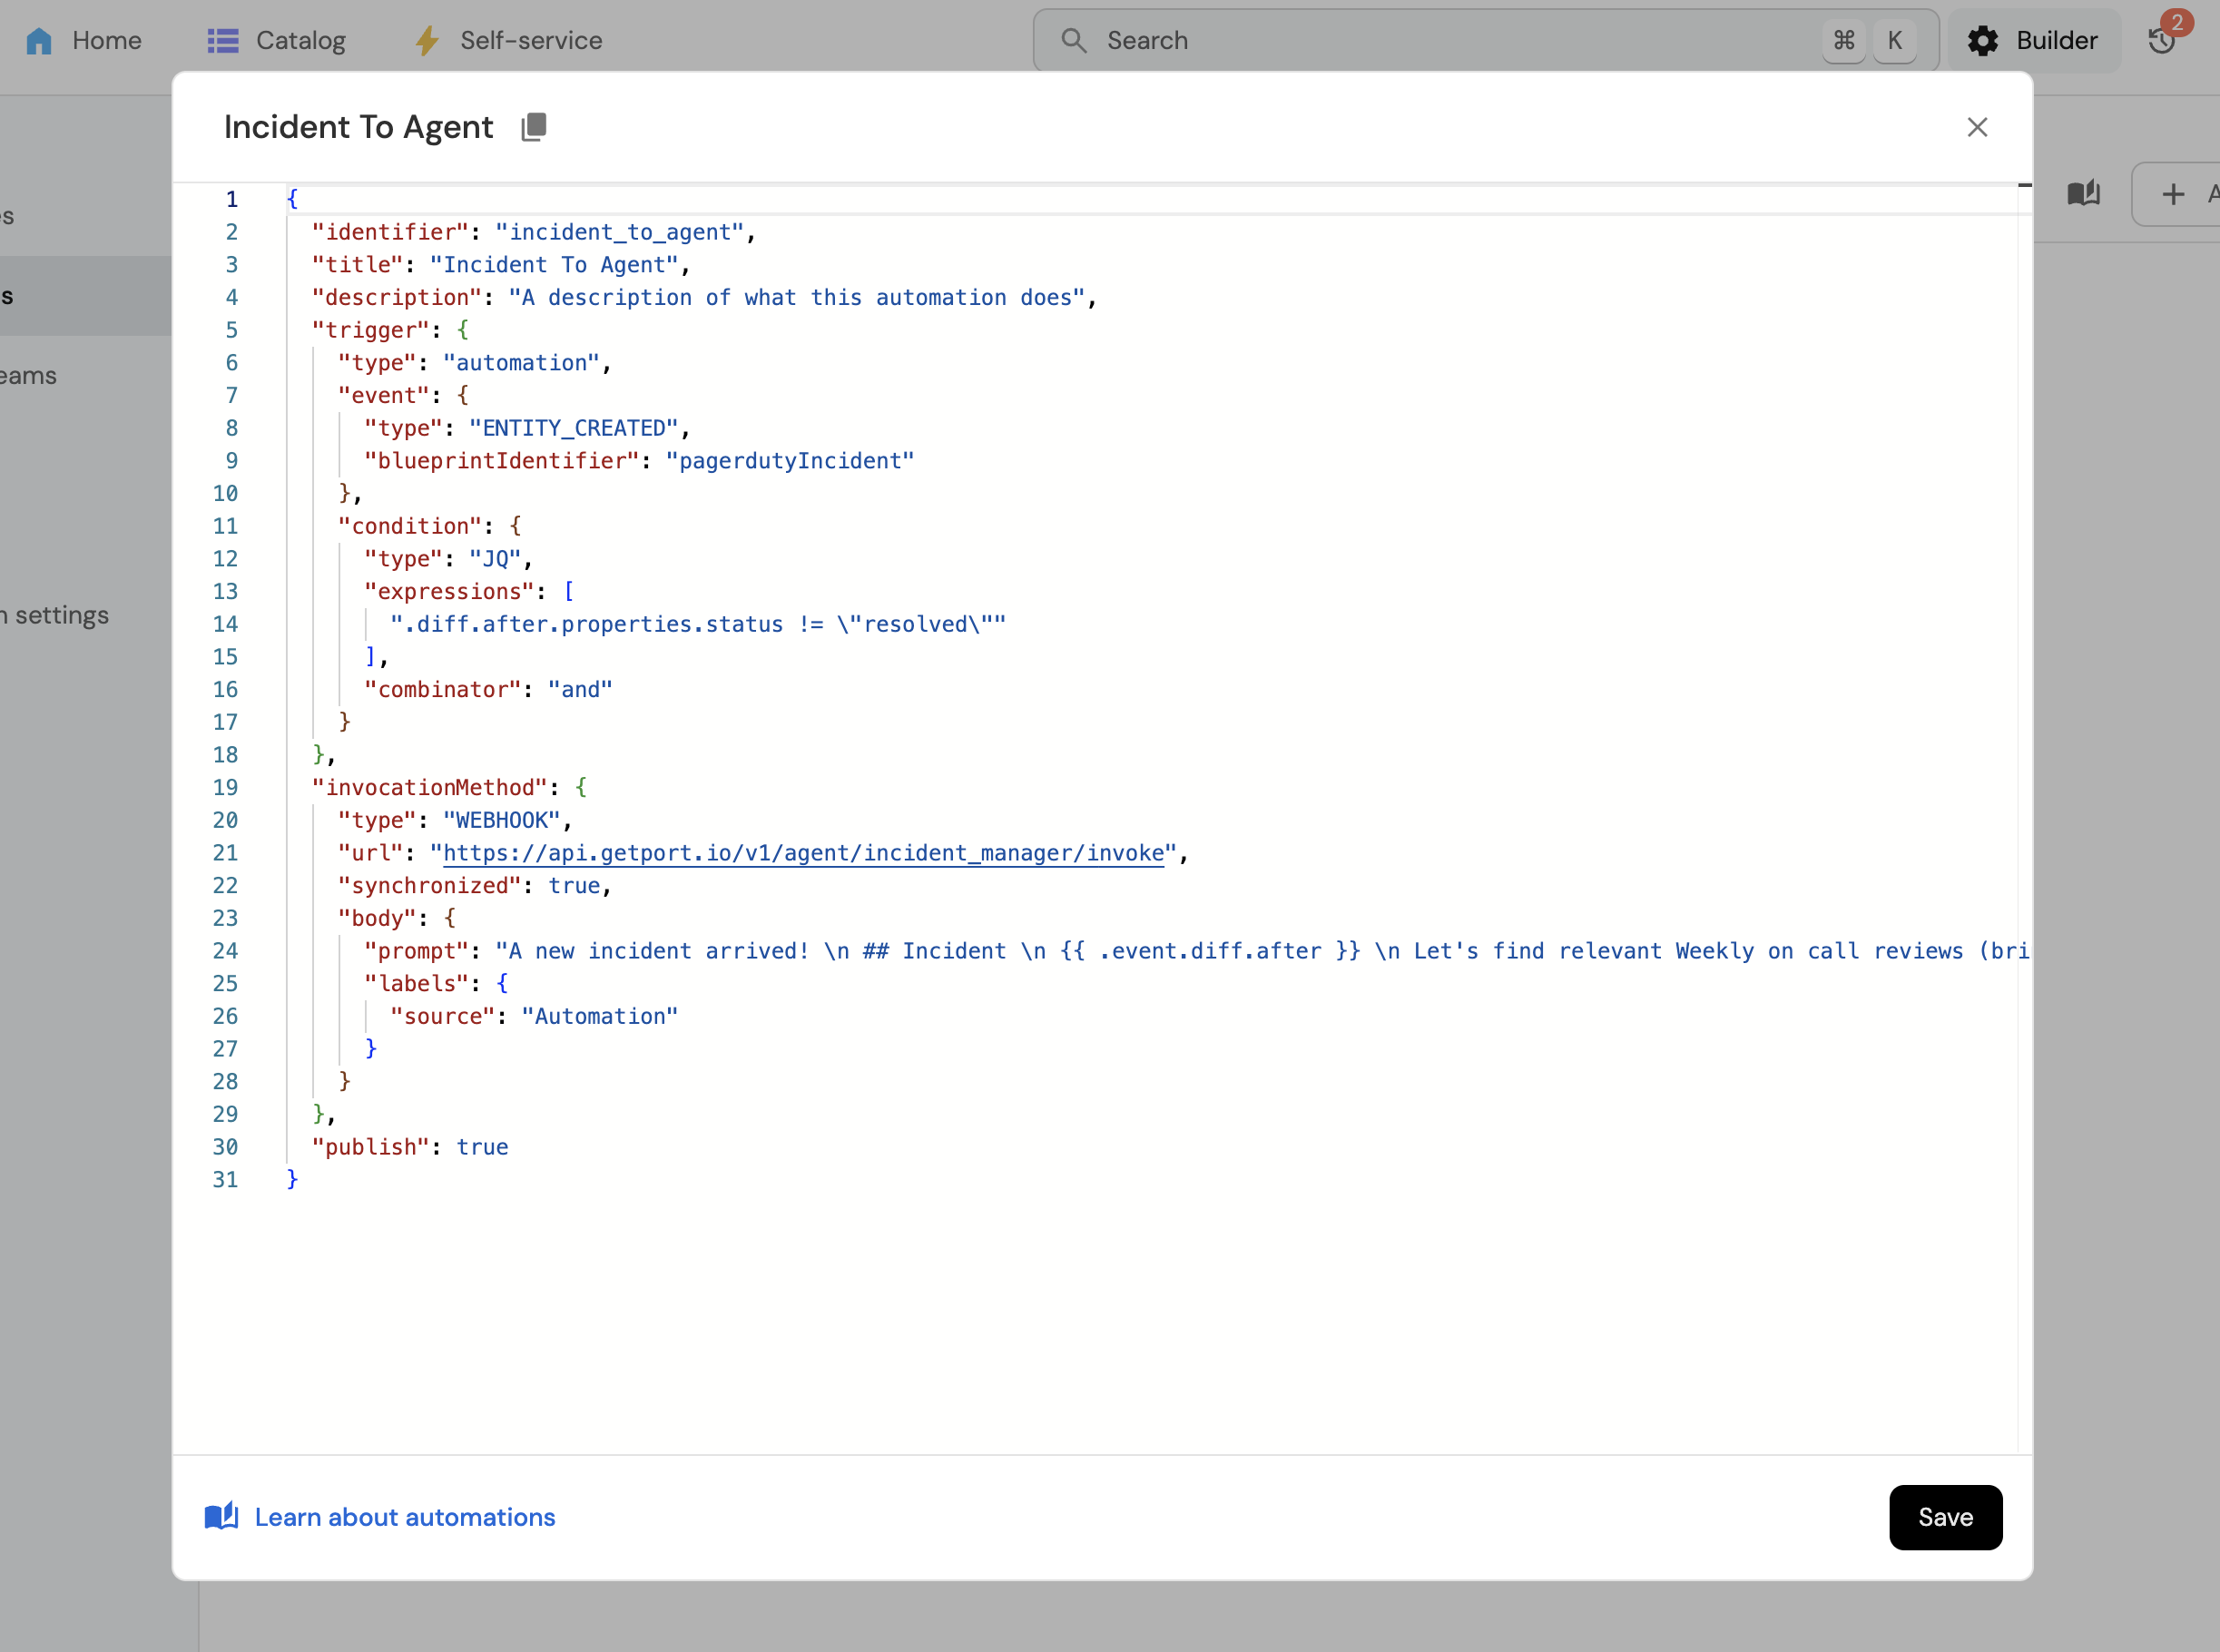 Home
Catalog
Self-service
Search
⌘ K
Builder
2
Incident To Agent
1 {
2 "identifier": "incident_to_agent",
3 "title": "Incident To Agent",
4 "description": "A description of what this automation does",
5 "trigger": {
6 "type": "automation",
7 "event": {
8 "type": "ENTITY_CREATED",
9 "blueprintIdentifier": "pagerdutyIncident"
10 },
11 "condition": {
12 "type": "JQ",
13 "expressions": [
14 ".diff.after.properties.status != \"resolved\""
15 ],
16 "combinator": "and"
17 }
18 },
19 "invocationMethod": {
20 "type": "WEBHOOK",
21 "url": "https://api.getport.io/v1/agent/incident_manager/invoke",
22 "synchronized": true,
23 "body": {
24 "prompt": "A new incident arrived! \n ## Incident \n {{ .event.diff.after }} \n Let's find relevant Weekly on call reviews (bri
25 "labels": {
26 "source": "Automation"
27 }
28 }
29 },
30 "publish": true
31 }
s
eams
settings
Learn about automations
Save